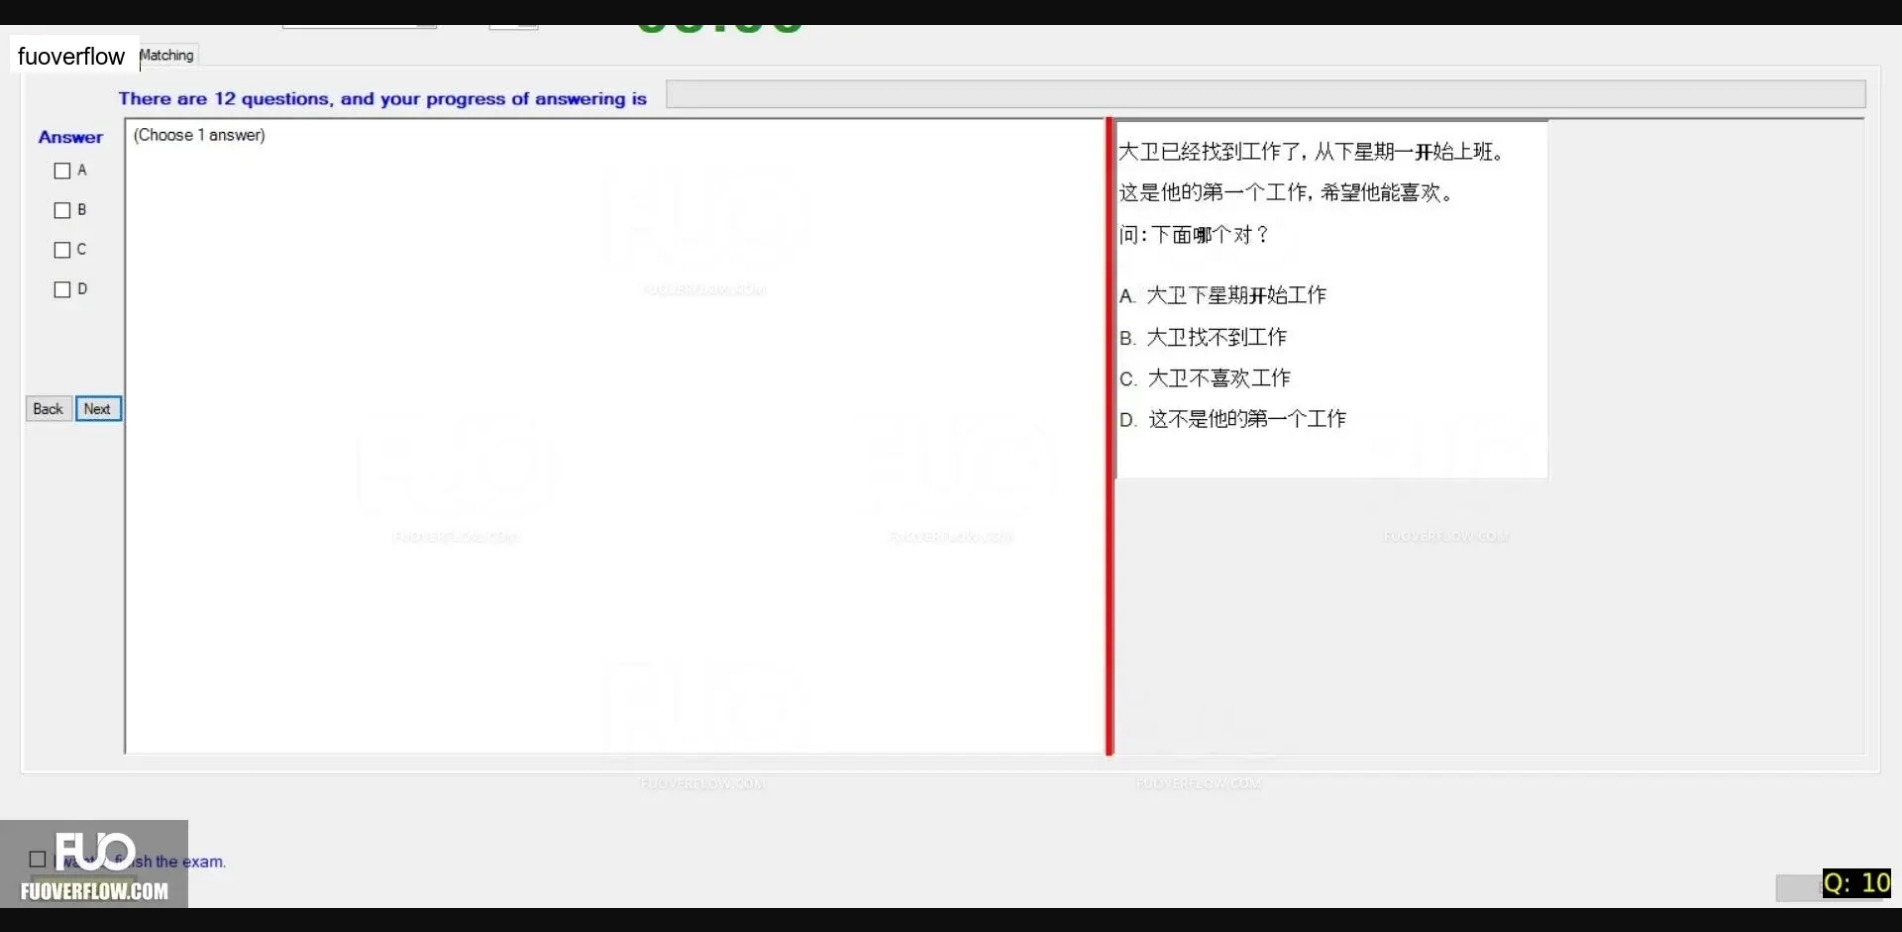 fuoverflow
Matching
There are 12 questions, and your progress of answering is
Answer
(Choose 1 answer)
A
B
C
D
Back
Next
大卫已经找到工作了, 从下星期一开始上班。
这是他的第一个工作, 希望他能喜欢。
问: 下面哪个对？
A. 大卫下星期开始工作
B. 大卫找不到工作
C. 大卫不喜欢工作
D. 这不是他的第一个工作
FUOVERFLOW.COM
FUOVERFLOW.COM
FUOVERFLOW.COM
FUOVERFLOW.COM
FUOVERFLOW.COM
FUOVERFLOW.COM
FUO
the exam.
FUOVERFLOW.COM
Q: 10